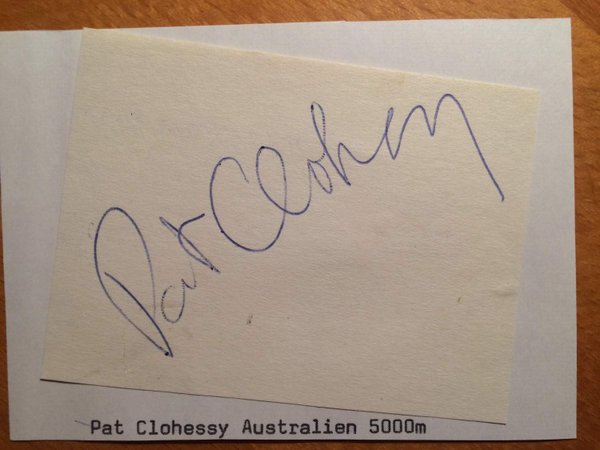 Pat Clohessy
Pat Clohessy Australien 5000m